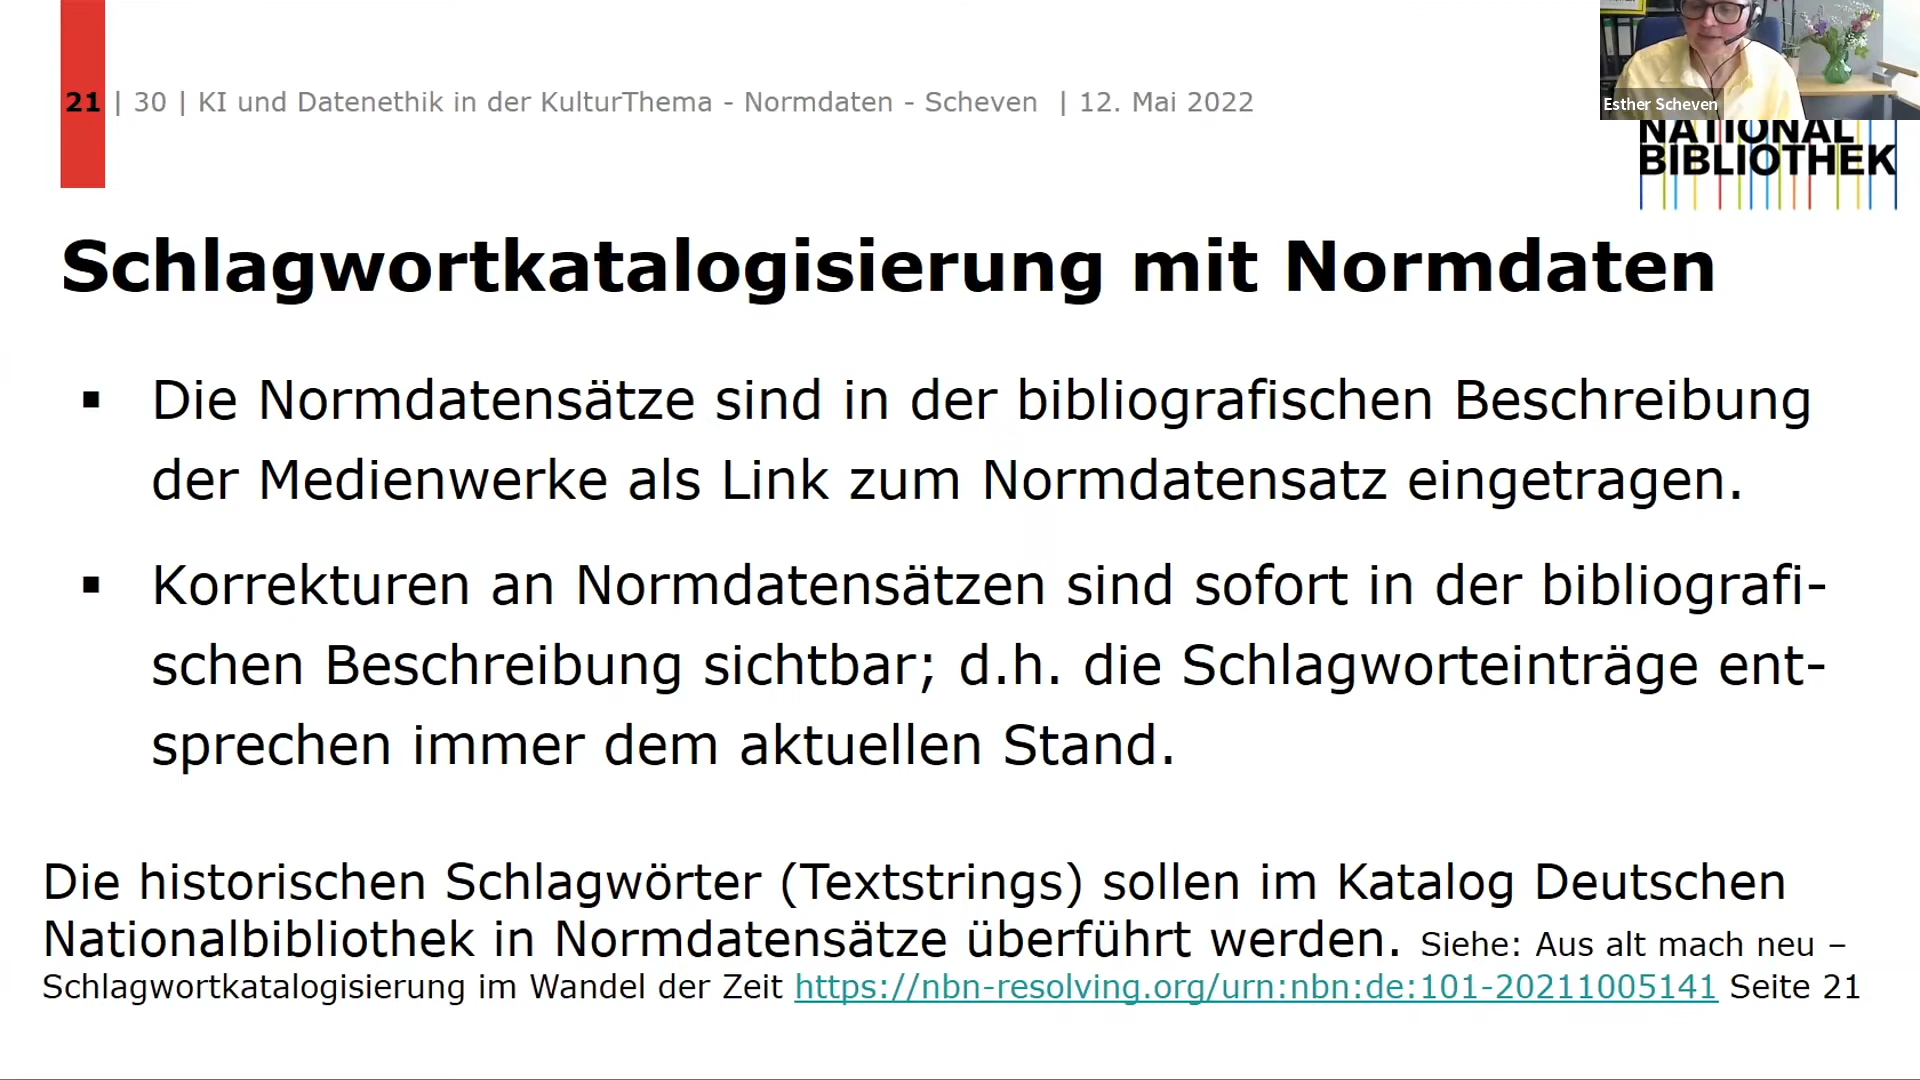 21 | 30 | KI und Datenethik in der KulturThema - Normdaten - Scheven | 12. Mai 2022
Esther Scheven
NATIONAL
BIBLIOTHEK
Schlagwortkatalogisierung mit Normdaten
▪ Die Normdatensätze sind in der bibliografischen Beschreibung
der Medienwerke als Link zum Normdatensatz eingetragen.
▪ Korrekturen an Normdatensätzen sind sofort in der bibliografi-
schen Beschreibung sichtbar; d.h. die Schlagworteinträge ent-
sprechen immer dem aktuellen Stand.
Die historischen Schlagwörter (Textstrings) sollen im Katalog Deutschen
Nationalbibliothek in Normdatensätze überführt werden. Siehe: Aus alt mach neu –
Schlagwortkatalogisierung im Wandel der Zeit https://nbn-resolving.org/urn:nbn:de:101-20211005141 Seite 21